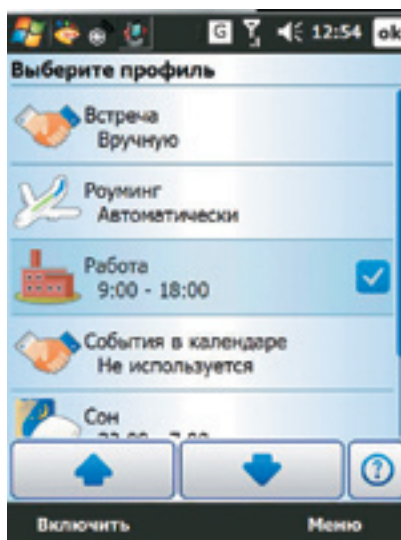 G 12:54 ok
Выберите профиль
Встреча
Вручную
Роуминг
Автоматически
Работа
9:00 - 18:00
События в календаре
Не используется
Сон
?
Включить Меню